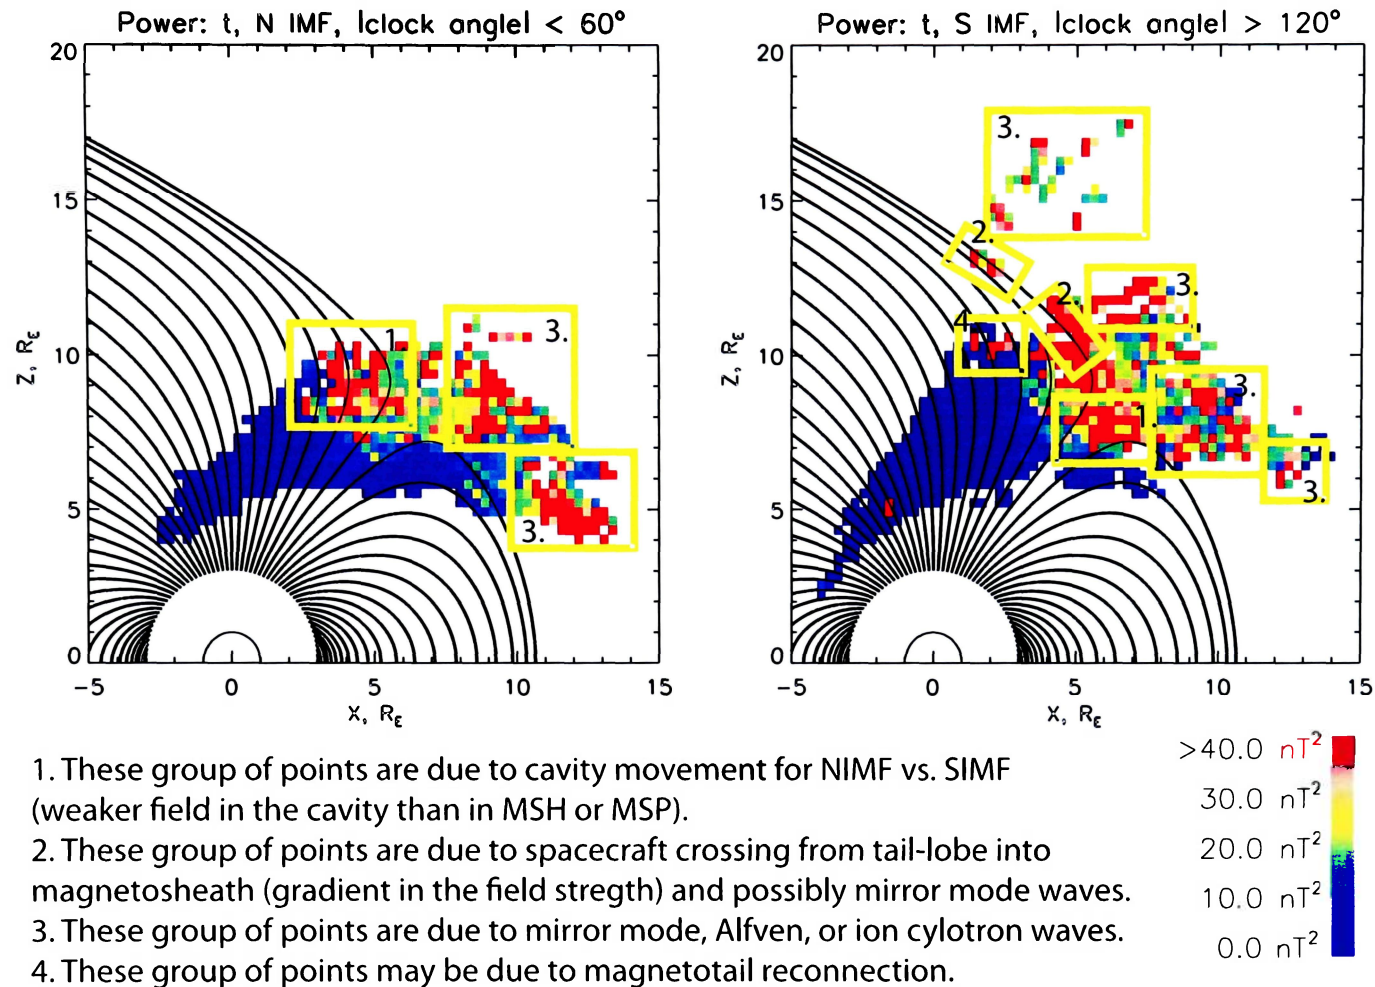 Power: t, N IMF, |clock angle| < 60°
Power: t, S IMF, |clock angle| > 120°
20
15
10
5
0
Z, RE
-5
0
5
10
15
X, RE
1.
3.
3.
20
15
10
5
0
Z, RE
-5
0
5
10
15
X, RE
3.
2.
2.
3.
4.
3.
1.
3.
1. These group of points are due to cavity movement for NIMF vs. SIMF
(weaker field in the cavity than in MSH or MSP).
2. These group of points are due to spacecraft crossing from tail-lobe into
magnetosheath (gradient in the field stregth) and possibly mirror mode waves.
3. These group of points are due to mirror mode, Alfven, or ion cylotron waves.
4. These group of points may be due to magnetotail reconnection.
>40.0 nT²
30.0 nT²
20.0 nT²
10.0 nT²
0.0 nT²